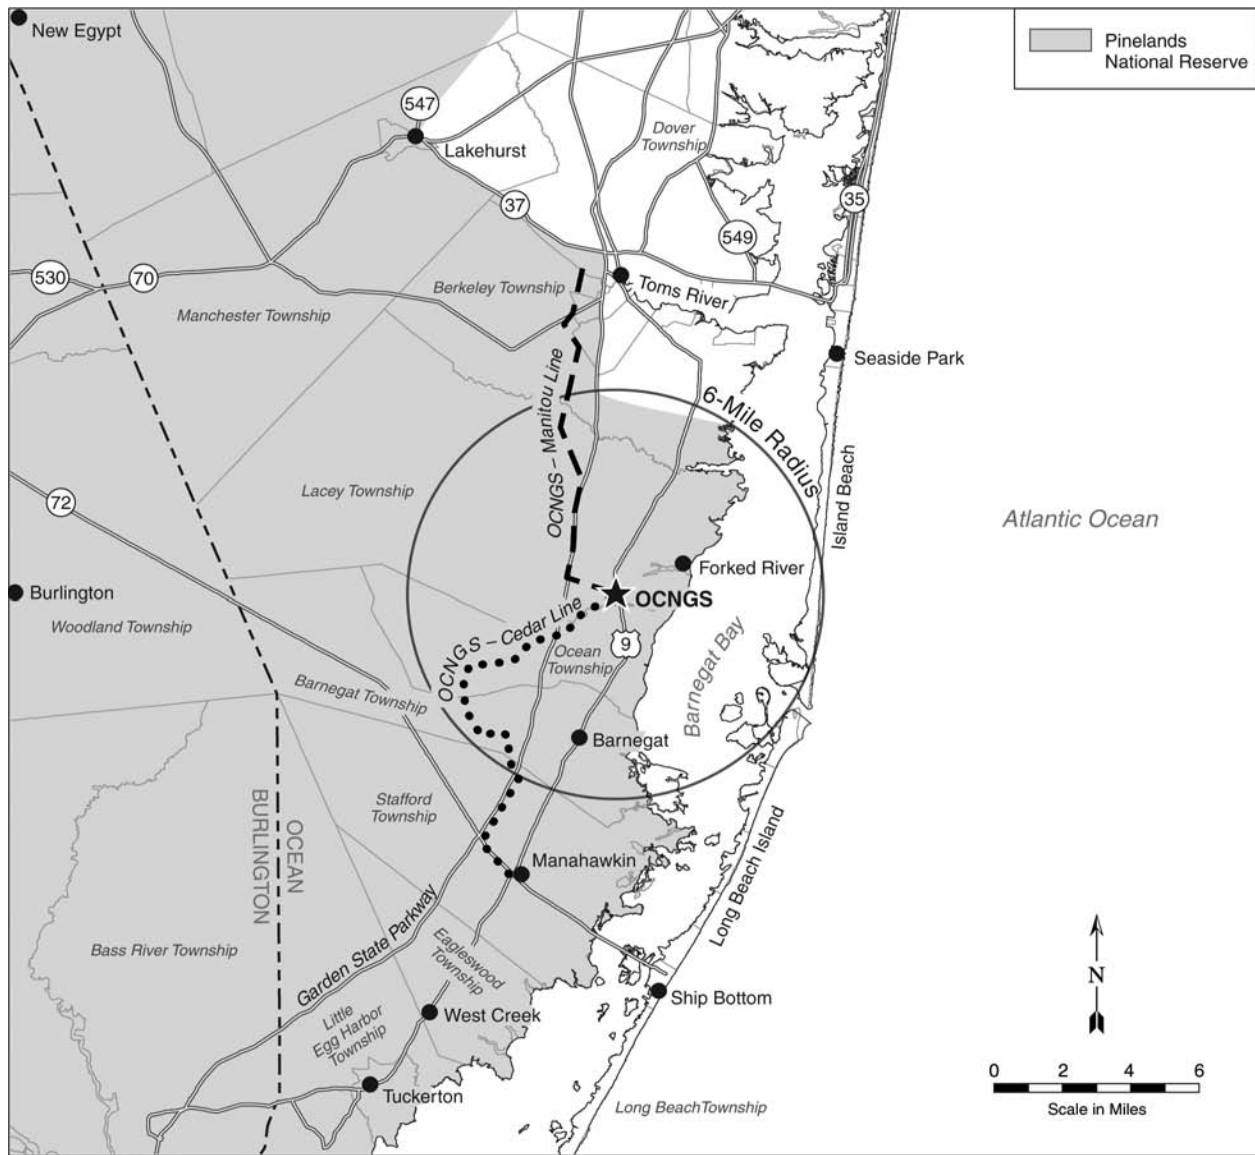 New Egypt
Pinelands
National Reserve
547
Lakehurst
Dover
Township
37
35
549
530
70
Berkeley Township
Toms River
Manchester Township
Seaside Park
OCNGS – Manitou Line
6-Mile Radius
Island Beach
72
Lacey Township
Atlantic Ocean
Forked River
Burlington
OCNGS
Woodland Township
OCNGS – Cedar Line
9
Ocean
Township
Barnegat Bay
Barnegat Township
Barnegat
Stafford
Township
OCEAN
BURLINGTON
Manahawkin
Long Beach Island
Garden State Parkway
Bass River Township
Eagleswood
Township
N
Ship Bottom
West Creek
Little
Egg Harbor
Township
Tuckerton
Long BeachTownship
0 2 4 6
Scale in Miles